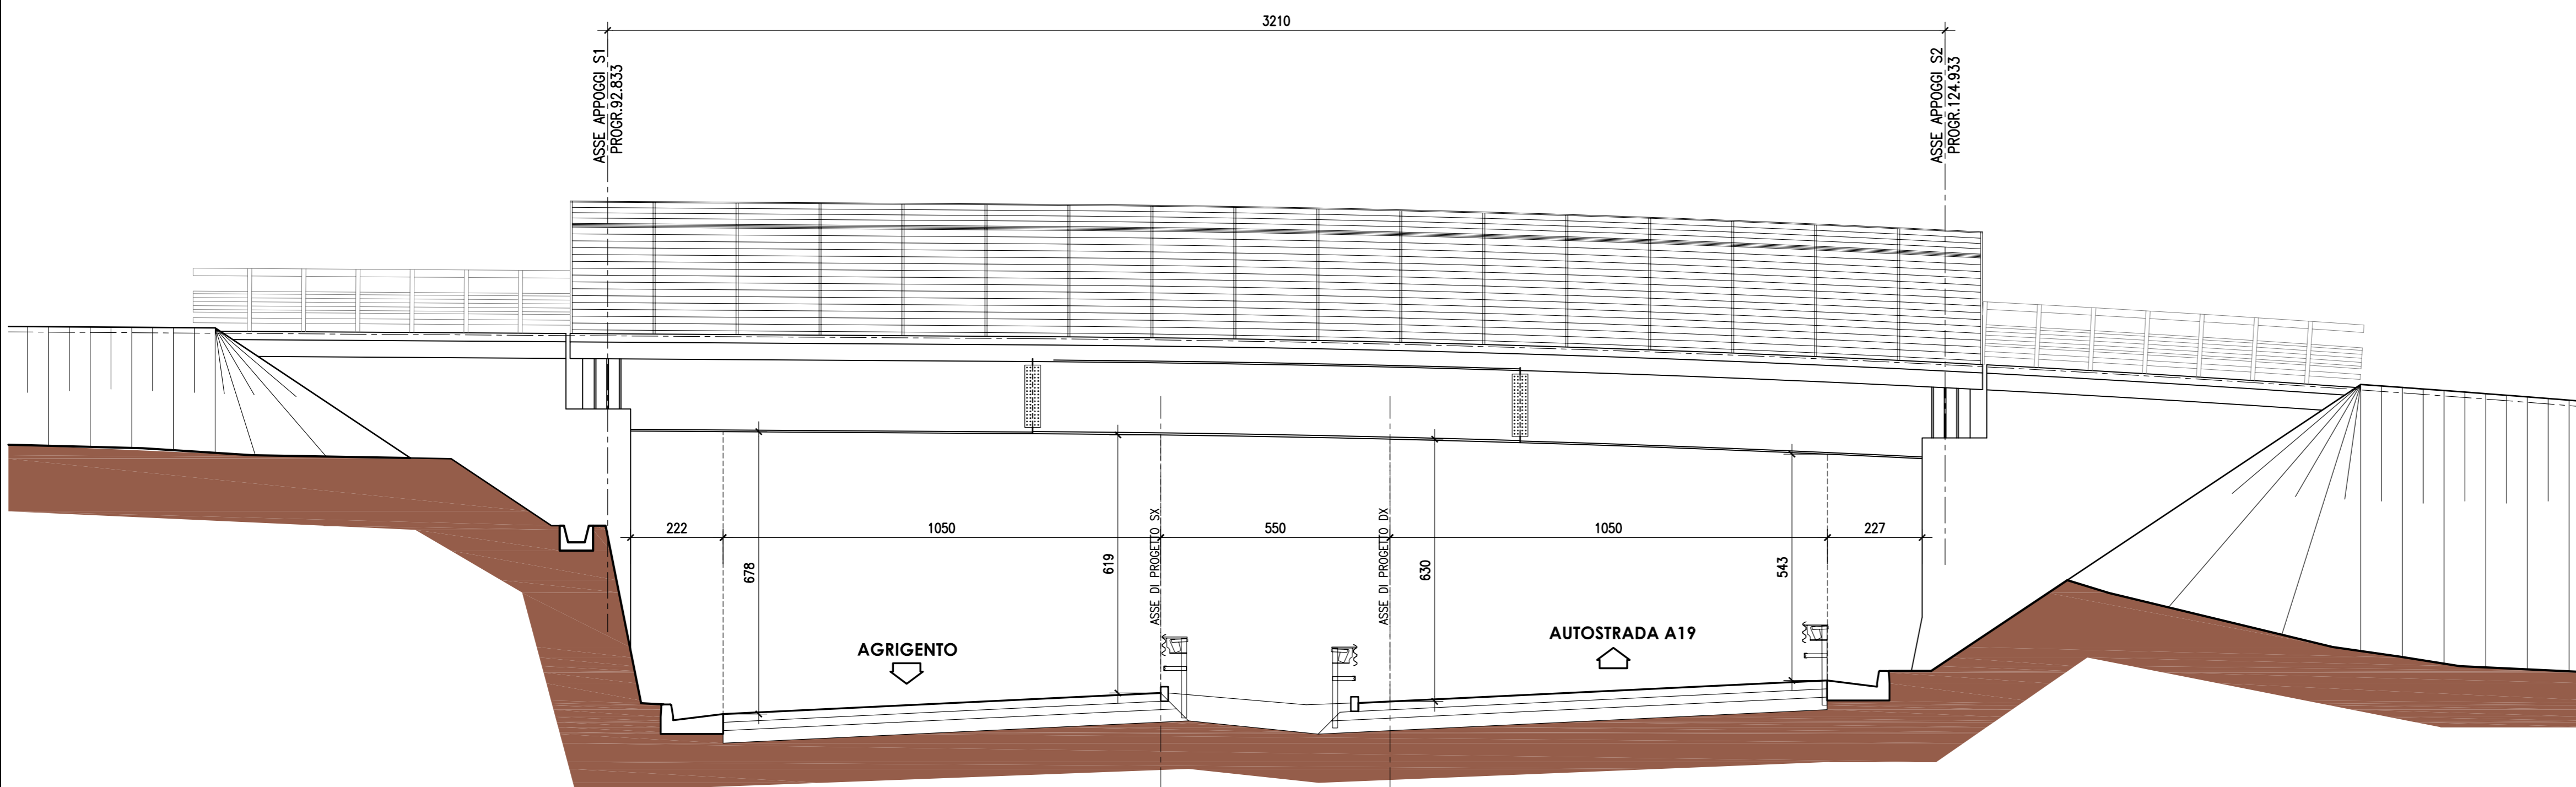 3210
ASSE APPOGGI S1
PROGR.92.833
ASSE APPOGGI S2
PROGR.124.933
222
1050
550
1050
227
678
619
ASSE DI PROGETTO SX
ASSE DI PROGETTO DX
630
543
AGRIGENTO
AUTOSTRADA A19